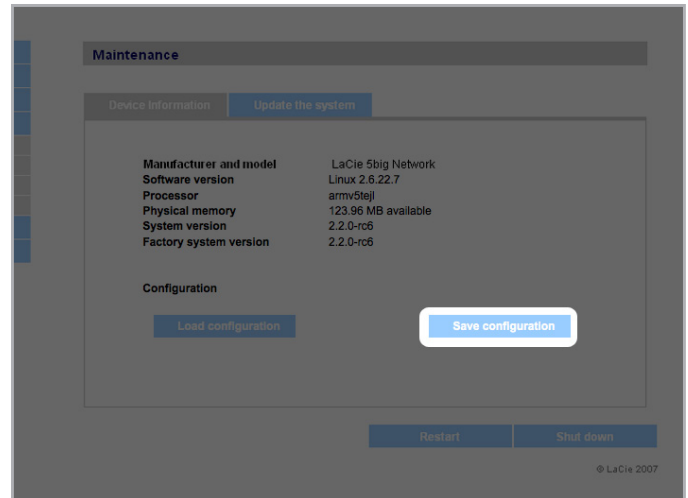 Maintenance
Device Information Update the system
Manufacturer and model LaCie 5big Network
Software version Linux 2.6.22.7
Processor armv5tejl
Physical memory 123.96 MB available
System version 2.2.0-rc6
Factory system version 2.2.0-rc6
Configuration
Load configuration Save configuration
Restart Shut down
© LaCie 2007